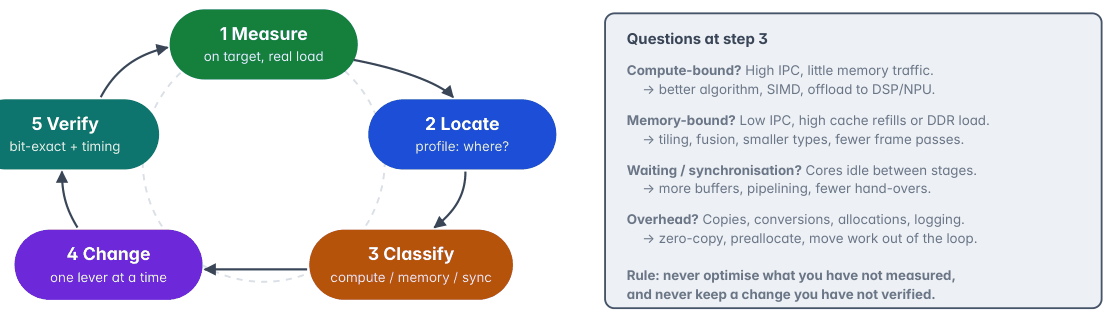 1 Measure
on target, real load
2 Locate
profile: where?
3 Classify
compute / memory / sync
4 Change
one lever at a time
5 Verify
bit-exact + timing
Questions at step 3
Compute-bound? High IPC, little memory traffic.
→ better algorithm, SIMD, offload to DSP/NPU.
Memory-bound? Low IPC, high cache refills or DDR load.
→ tiling, fusion, smaller types, fewer frame passes.
Waiting / synchronisation? Cores idle between stages.
→ more buffers, pipelining, fewer hand-overs.
Overhead? Copies, conversions, allocations, logging.
→ zero-copy, preallocate, move work out of the loop.
Rule: never optimise what you have not measured,
and never keep a change you have not verified.